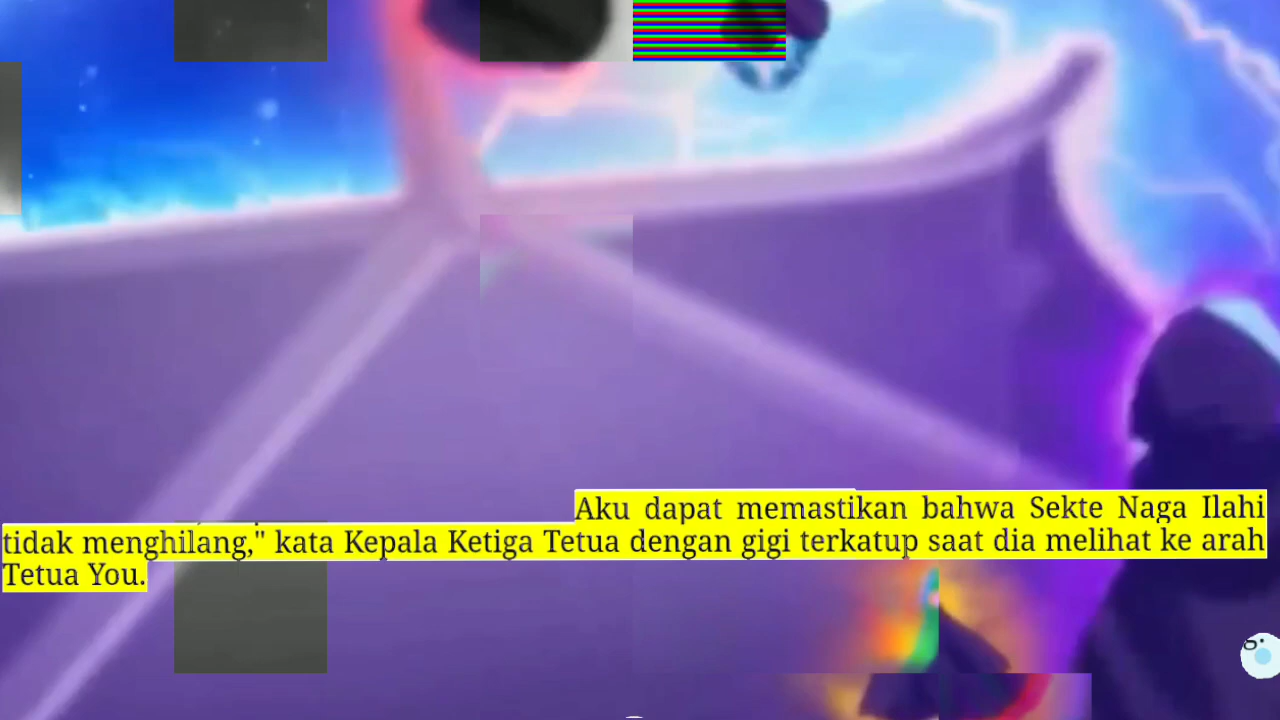 Aku dapat memastikan bahwa Sekte Naga Ilahi
tidak menghilang," kata Kepala Ketiga Tetua dengan gigi terkatup saat dia melihat ke arah
Tetua You.